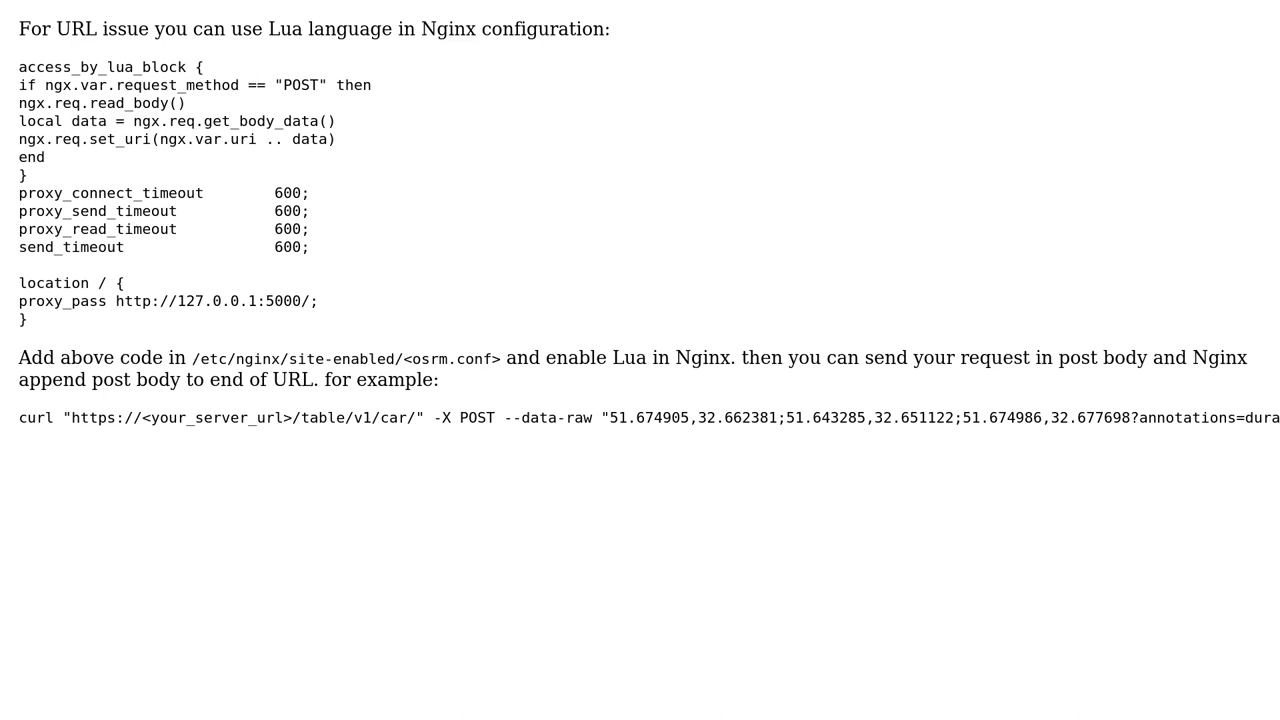 For URL issue you can use Lua language in Nginx configuration:
access_by_lua_block {
if ngx.var.request_method == "POST" then
ngx.req.read_body()
local data = ngx.req.get_body_data()
ngx.req.set_uri(ngx.var.uri .. data)
end
}
proxy_connect_timeout        600;
proxy_send_timeout           600;
proxy_read_timeout           600;
send_timeout                 600;
location / {
proxy_pass http://127.0.0.1:5000/;
}
Add above code in /etc/nginx/site-enabled/<osrm.conf> and enable Lua in Nginx. then you can send your request in post body and Nginx
append post body to end of URL. for example:
curl "https://<your_server_url>/table/v1/car/" -X POST --data-raw "51.674905,32.662381;51.643285,32.651122;51.674986,32.677698?annotations=dura